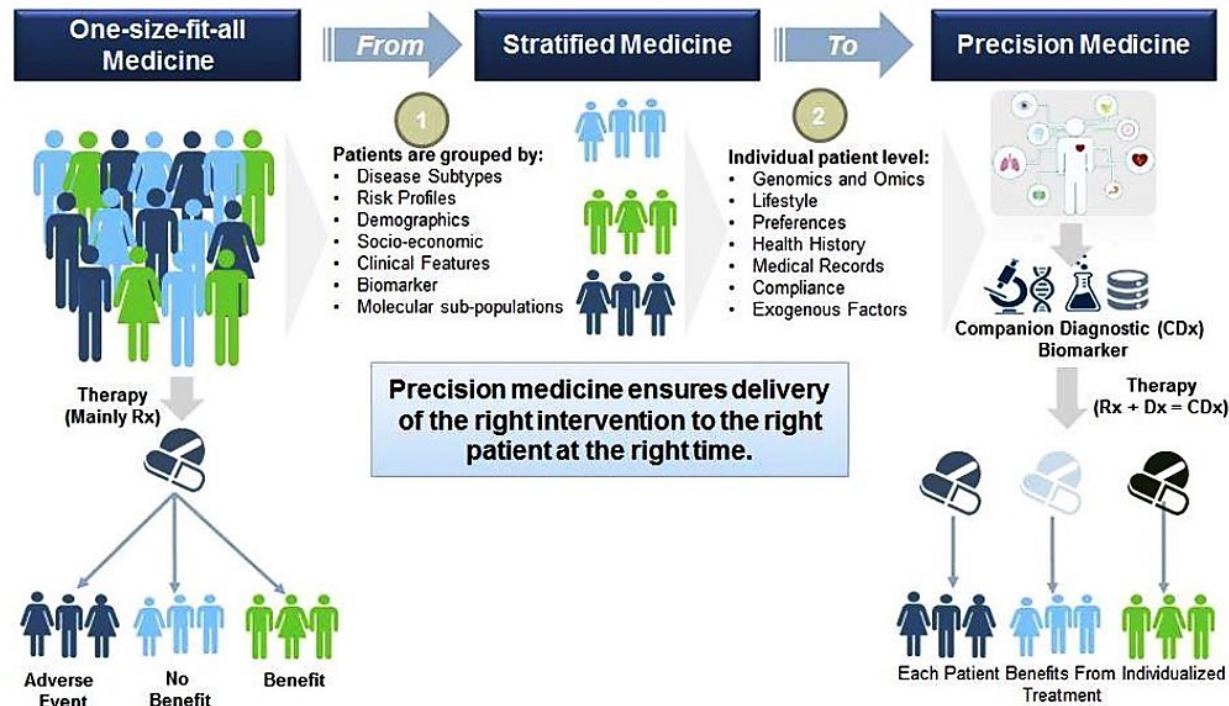 One-size-fit-all
Medicine
From
Stratified Medicine
To
Precision Medicine
1
Patients are grouped by:
• Disease Subtypes
• Risk Profiles
• Demographics
• Socio-economic
• Clinical Features
• Biomarker
• Molecular sub-populations
2
Individual patient level:
• Genomics and Omics
• Lifestyle
• Preferences
• Health History
• Medical Records
• Compliance
• Exogenous Factors
Companion Diagnostic (CDx)
Biomarker
Therapy
(Mainly Rx)
Precision medicine ensures delivery
of the right intervention to the right
patient at the right time.
Therapy
(Rx + Dx = CDx)
Adverse
Event
No
Benefit
Benefit
Each Patient
Benefits From
Treatment
Individualized